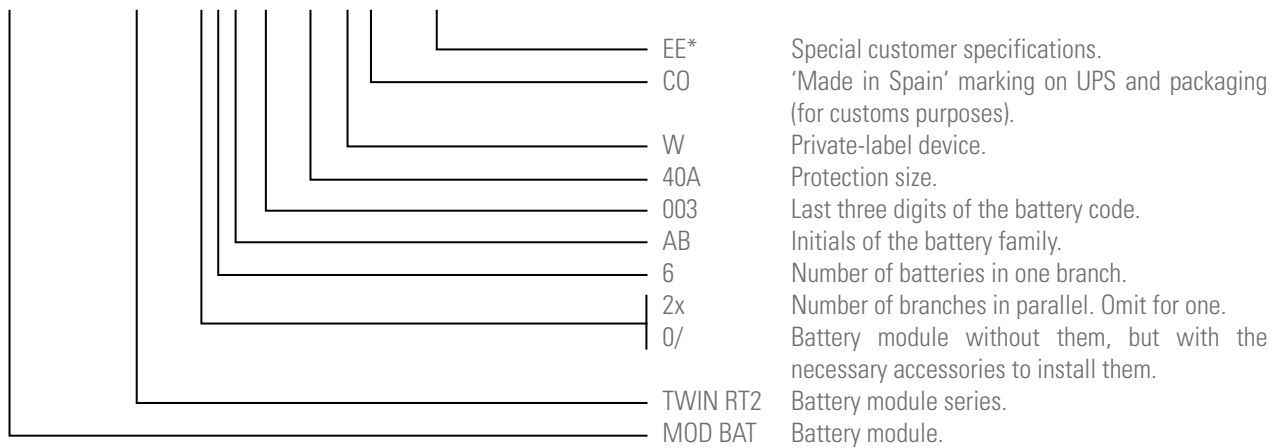 EE* Special customer specifications.
CO ‘Made in Spain’ marking on UPS and packaging
(for customs purposes).
W Private-label device.
40A Protection size.
003 Last three digits of the battery code.
AB Initials of the battery family.
6 Number of batteries in one branch.
2x Number of branches in parallel. Omit for one.
0/ Battery module without them, but with the
necessary accessories to install them.
TWIN RT2 Battery module series.
MOD BAT Battery module.